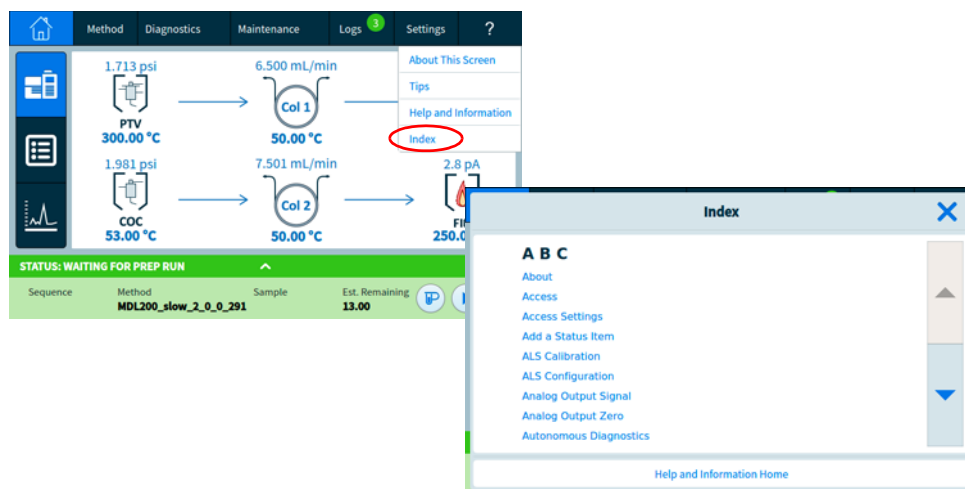 Method Diagnostics Maintenance Logs 3 Settings ?
About This Screen
Tips
Help and Information
Index
1.713 psi 6.500 mL/min
Col 1
PTV
300.00 °C 50.00 °C
1.981 psi 7.501 mL/min 2.8 pA
Col 2
COC
53.00 °C 50.00 °C 250.0
STATUS: WAITING FOR PREP RUN
Sequence Method Sample Est. Remaining
MDL200_slow_2_0_0_291 13.00
Index
A B C
About
Access
Access Settings
Add a Status Item
ALS Calibration
ALS Configuration
Analog Output Signal
Analog Output Zero
Autonomous Diagnostics
Help and Information Home